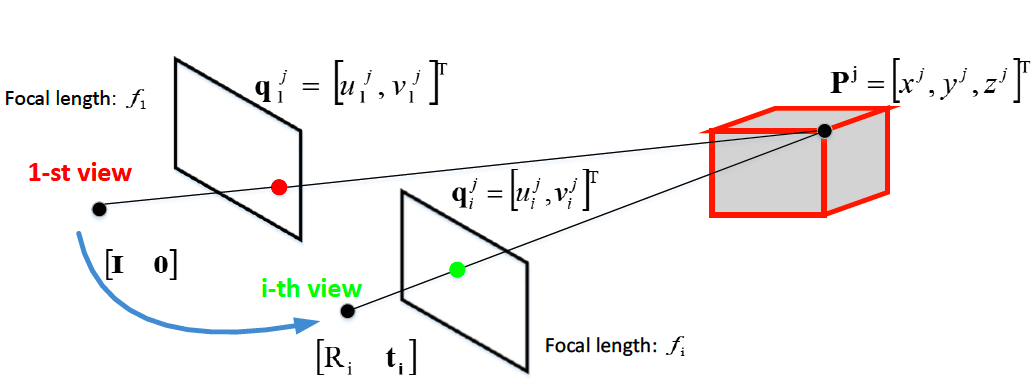 𝐪₁ʲ = [u₁ʲ, v₁ʲ]ᵀ
𝐏ʲ = [xʲ, yʲ, zʲ]ᵀ
Focal length: f₁
1-st view
𝐪ᵢʲ = [uᵢʲ, vᵢʲ]ᵀ
[𝐈 𝟎]
i-th view
[Rᵢ 𝐭ᵢ]
Focal length: fᵢ